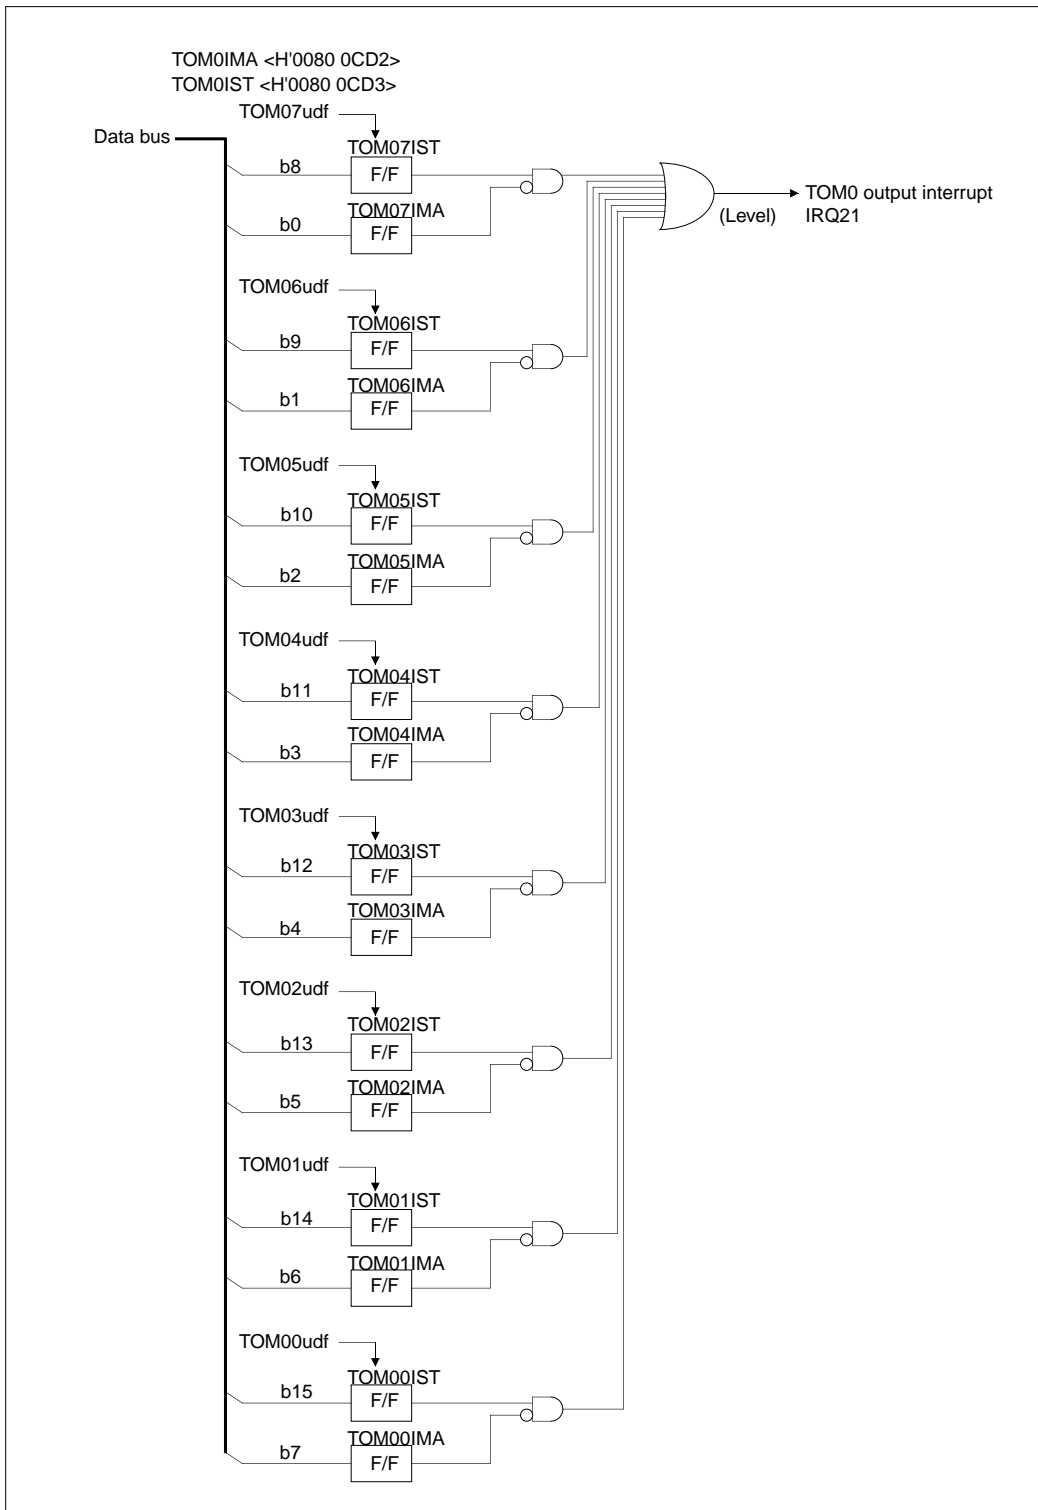 TOM0IMA <H'0080 0CD2>
TOM0IST <H'0080 0CD3>
TOM07udf
Data bus
TOM07IST
b8
F/F
TOM0 output interrupt
(Level)
IRQ21
TOM07IMA
b0
F/F
TOM06udf
TOM06IST
b9
F/F
TOM06IMA
b1
F/F
TOM05udf
TOM05IST
b10
F/F
TOM05IMA
b2
F/F
TOM04udf
TOM04IST
b11
F/F
TOM04IMA
b3
F/F
TOM03udf
TOM03IST
b12
F/F
TOM03IMA
b4
F/F
TOM02udf
TOM02IST
b13
F/F
TOM02IMA
b5
F/F
TOM01udf
TOM01IST
b14
F/F
TOM01IMA
b6
F/F
TOM00udf
TOM00IST
b15
F/F
TOM00IMA
b7
F/F